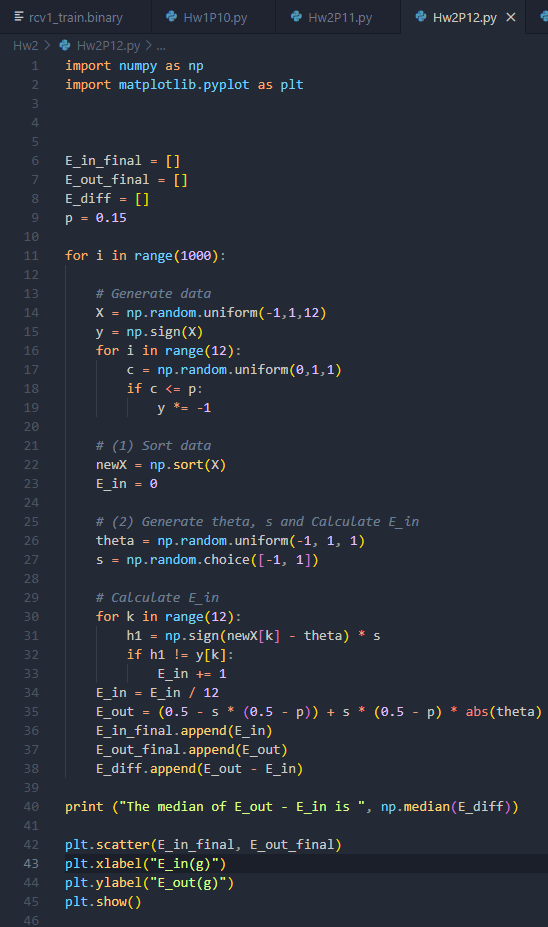 rcv1_train.binary Hw1P10.py Hw2P11.py Hw2P12.py
Hw2 > Hw2P12.py > ...
1 import numpy as np
2 import matplotlib.pyplot as plt
3
4
5
6 E_in_final = []
7 E_out_final = []
8 E_diff = []
9 p = 0.15
10
11 for i in range(1000):
12
13     # Generate data
14     X = np.random.uniform(-1,1,12)
15     y = np.sign(X)
16     for i in range(12):
17         c = np.random.uniform(0,1,1)
18         if c <= p:
19             y *= -1
20
21     # (1) Sort data
22     newX = np.sort(X)
23     E_in = 0
24
25     # (2) Generate theta, s and Calculate E_in
26     theta = np.random.uniform(-1, 1, 1)
27     s = np.random.choice([-1, 1])
28
29     # Calculate E_in
30     for k in range(12):
31         h1 = np.sign(newX[k] - theta) * s
32         if h1 != y[k]:
33             E_in += 1
34     E_in = E_in / 12
35     E_out = (0.5 - s * (0.5 - p)) + s * (0.5 - p) * abs(theta)
36     E_in_final.append(E_in)
37     E_out_final.append(E_out)
38     E_diff.append(E_out - E_in)
39
40 print ("The median of E_out - E_in is ", np.median(E_diff))
41
42 plt.scatter(E_in_final, E_out_final)
43 plt.xlabel("E_in(g)")
44 plt.ylabel("E_out(g)")
45 plt.show()
46